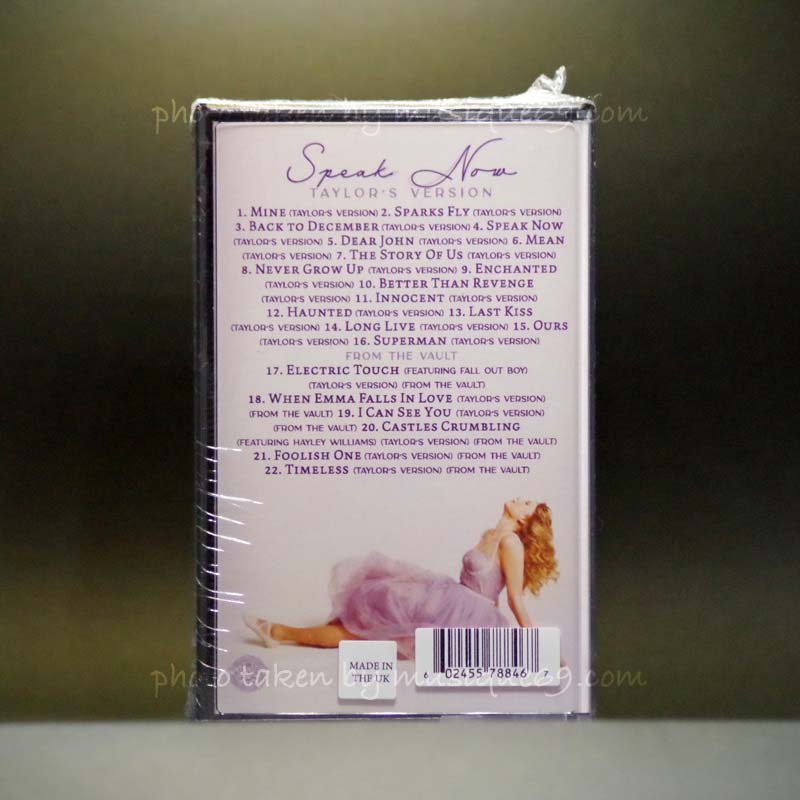 photo taken by musique69.com
Speak Now
TAYLOR'S VERSION
1. MINE (TAYLOR'S VERSION) 2. SPARKS FLY (TAYLOR'S VERSION)
3. BACK TO DECEMBER (TAYLOR'S VERSION) 4. SPEAK NOW
(TAYLOR'S VERSION) 5. DEAR JOHN (TAYLOR'S VERSION) 6. MEAN
(TAYLOR'S VERSION) 7. THE STORY OF US (TAYLOR'S VERSION)
8. NEVER GROW UP (TAYLOR'S VERSION) 9. ENCHANTED
(TAYLOR'S VERSION) 10. BETTER THAN REVENGE
(TAYLOR'S VERSION) 11. INNOCENT (TAYLOR'S VERSION)
12. HAUNTED (TAYLOR'S VERSION) 13. LAST KISS
(TAYLOR'S VERSION) 14. LONG LIVE (TAYLOR'S VERSION) 15. OURS
(TAYLOR'S VERSION) 16. SUPERMAN (TAYLOR'S VERSION)
FROM THE VAULT
17. ELECTRIC TOUCH (FEATURING FALL OUT BOY)
(TAYLOR'S VERSION) (FROM THE VAULT)
18. WHEN EMMA FALLS IN LOVE (TAYLOR'S VERSION)
(FROM THE VAULT) 19. I CAN SEE YOU (TAYLOR'S VERSION)
(FROM THE VAULT) 20. CASTLES CRUMBLING
(FEATURING HAYLEY WILLIAMS) (TAYLOR'S VERSION) (FROM THE VAULT)
21. FOOLISH ONE (TAYLOR'S VERSION) (FROM THE VAULT)
22. TIMELESS (TAYLOR'S VERSION) (FROM THE VAULT)
MADE IN
THE UK
6 02455 78846 7
photo taken by musique69.com